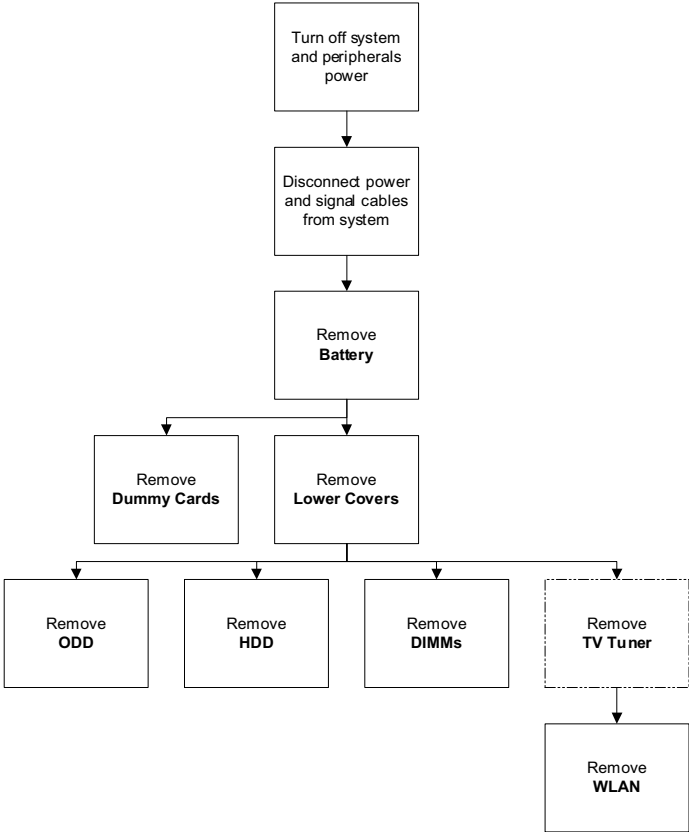 Turn off system
and peripherals
power
Disconnect power
and signal cables
from system
Remove
Battery
Remove
Dummy Cards
Remove
Lower Covers
Remove
ODD
Remove
HDD
Remove
DIMMs
Remove
TV Tuner
Remove
WLAN